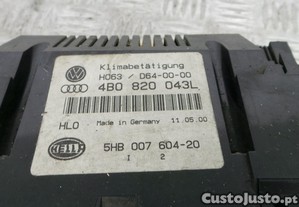 Klimabetätigung
H063 / D64-00-00
4B0 820 043L
HLO Made in Germany 11.05.00
HELLA 5HB 007 604-20
1 2
CustoJusto.pt